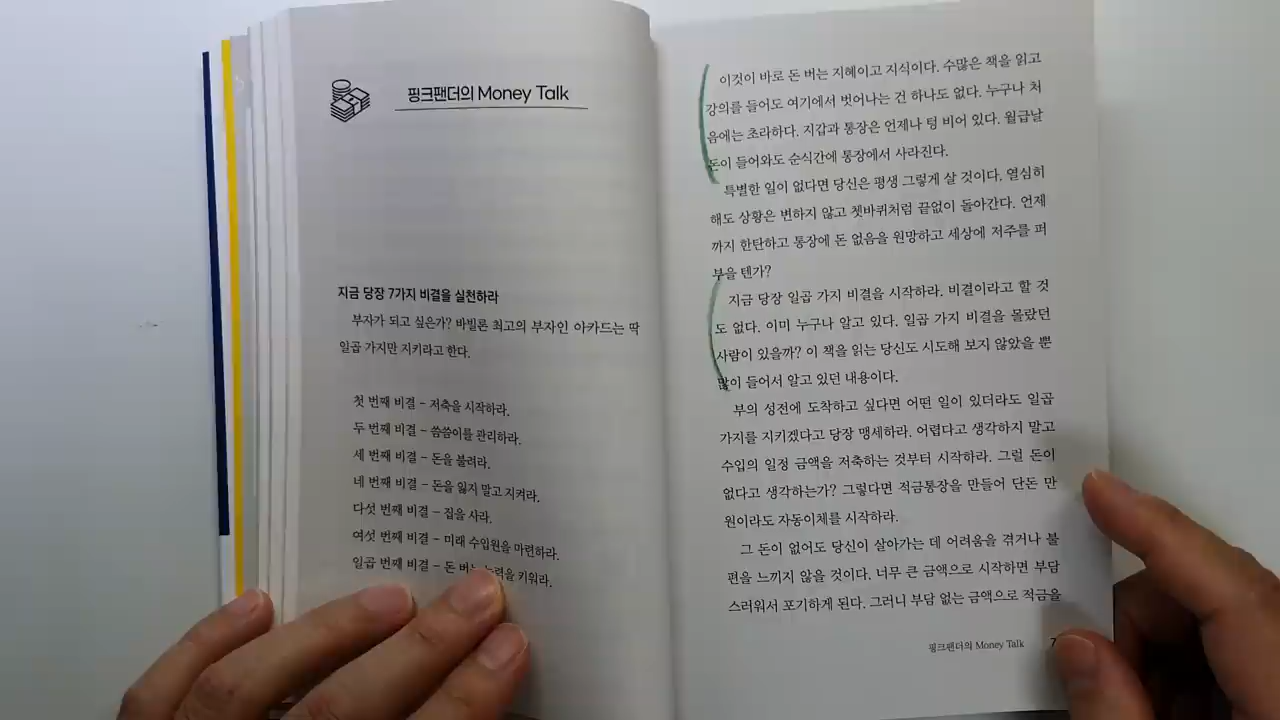 핑크팬더의 Money Talk
지금 당장 7가지 비결을 실천하라
부자가 되고 싶은가? 바빌론 최고의 부자인 아카드는 딱
일곱 가지만 지키라고 한다.
첫 번째 비결 – 저축을 시작하라.
두 번째 비결 – 씀씀이를 관리하라.
세 번째 비결 – 돈을 불려라.
네 번째 비결 – 돈을 잃지 말고 지켜라.
다섯 번째 비결 – 집을 사라.
여섯 번째 비결 – 미래 수입원을 마련하라.
일곱 번째 비결 – 돈 버는 능력을 키워라.
이것이 바로 돈 버는 지혜이고 지식이다. 수많은 책을 읽고
강의를 들어도 여기에서 벗어나는 건 하나도 없다. 누구나 처
음에는 초라하다. 지갑과 통장은 언제나 텅 비어 있다. 월급날
돈이 들어와도 순식간에 통장에서 사라진다.
특별한 일이 없다면 당신은 평생 그렇게 살 것이다. 열심히
해도 상황은 변하지 않고 쳇바퀴처럼 끝없이 돌아간다. 언제
까지 한탄하고 통장에 돈 없음을 원망하고 세상에 저주를 퍼
부을 텐가?
지금 당장 일곱 가지 비결을 시작하라. 비결이라고 할 것
도 없다. 이미 누구나 알고 있다. 일곱 가지 비결을 몰랐던
사람이 있을까? 이 책을 읽는 당신도 시도해 보지 않았을 뿐
많이 들어서 알고 있던 내용이다.
부의 성전에 도착하고 싶다면 어떤 일이 있더라도 일곱
가지를 지키겠다고 당장 맹세하라. 어렵다고 생각하지 말고
수입의 일정 금액을 저축하는 것부터 시작하라. 그럴 돈이
없다고 생각하는가? 그렇다면 적금통장을 만들어 단돈 만
원이라도 자동이체를 시작하라.
그 돈이 없어도 당신이 살아가는 데 어려움을 겪거나 불
편을 느끼지 않을 것이다. 너무 큰 금액으로 시작하면 부담
스러워서 포기하게 된다. 그러니 부담 없는 금액으로 적금을
핑크팬더의 Money Talk